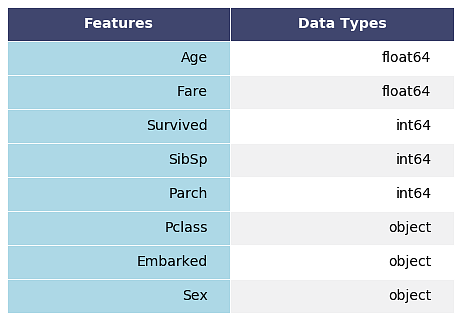 Features Data Types
Age float64
Fare float64
Survived int64
SibSp int64
Parch int64
Pclass object
Embarked object
Sex object